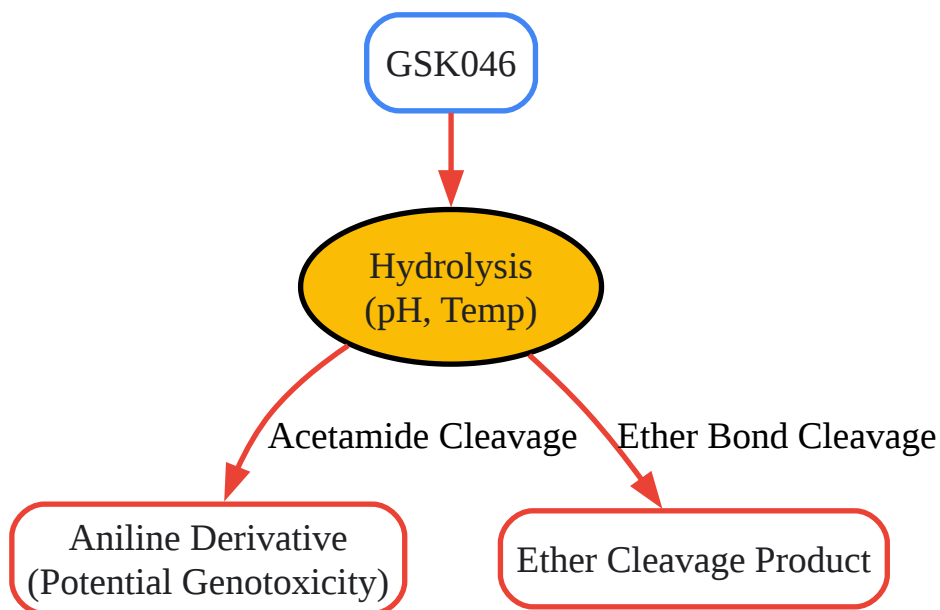 GSK046
Hydrolysis
(pH, Temp)
Acetamide Cleavage
Ether Bond Cleavage
Aniline Derivative
(Potential Genotoxicity)
Ether Cleavage Product